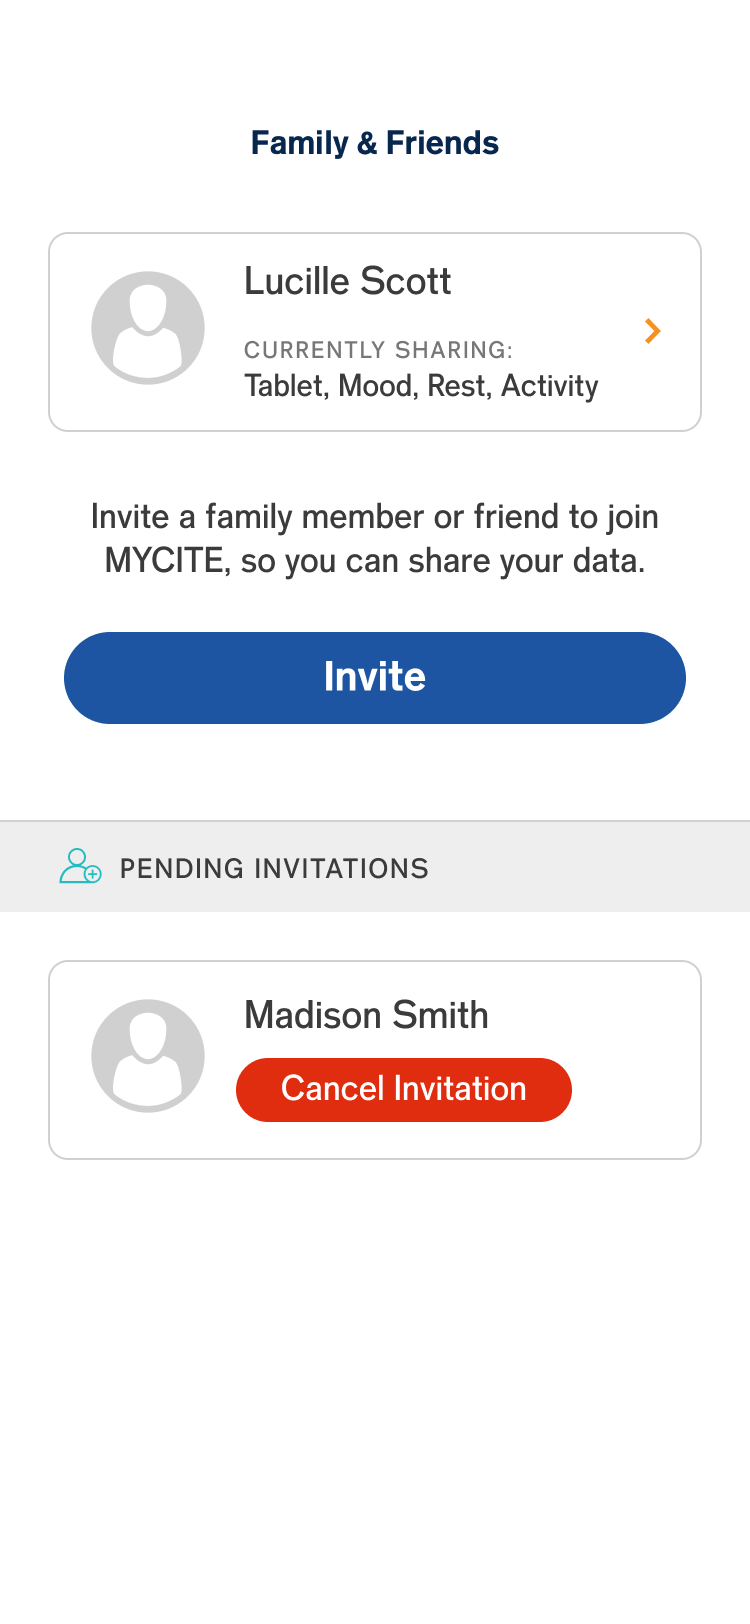 Family & Friends
Lucille Scott
CURRENTLY SHARING:
Tablet, Mood, Rest, Activity
Invite a family member or friend to join
MYCITE, so you can share your data.
Invite
PENDING INVITATIONS
Madison Smith
Cancel Invitation